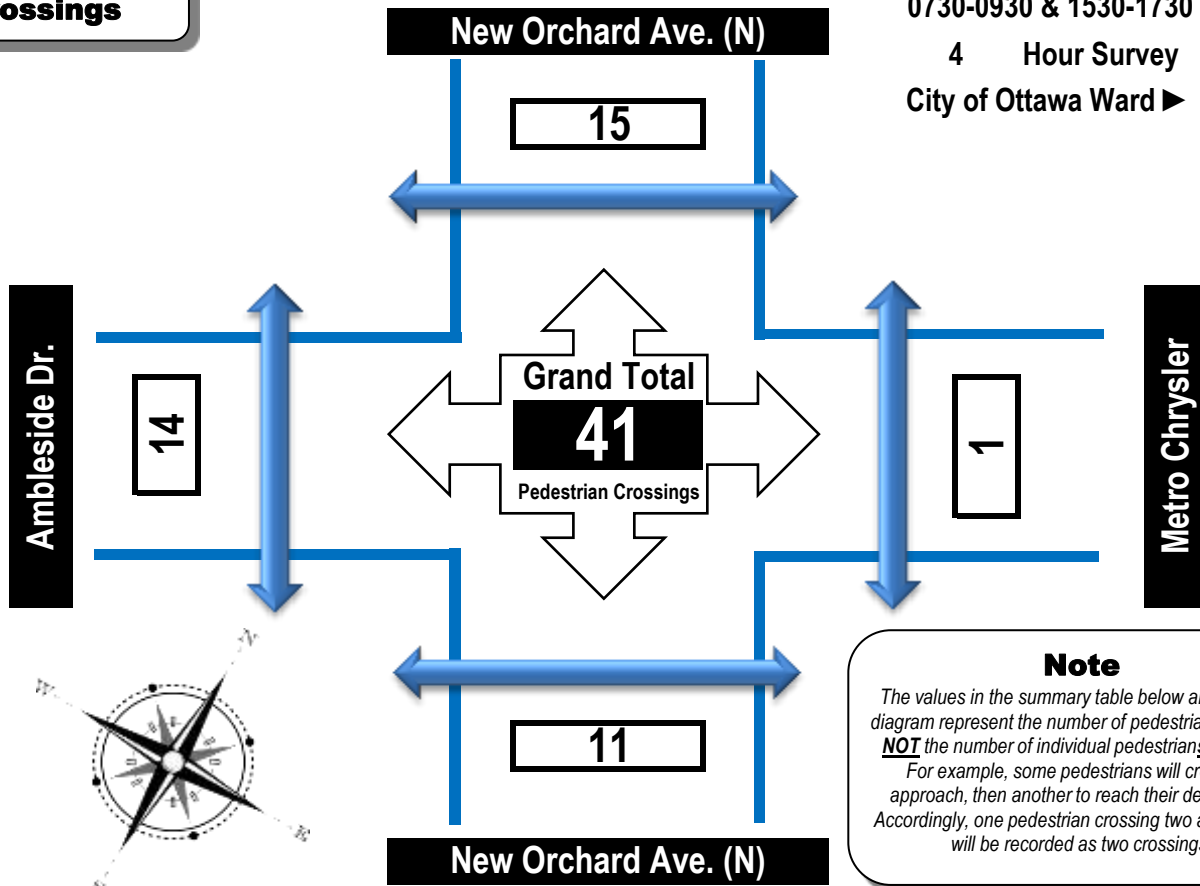 ossings
0730-0930 & 1530-1730
4 Hour Survey
City of Ottawa Ward ►
New Orchard Ave. (N)
15
Ambleside Dr.
14
Grand Total
41
Pedestrian Crossings
1
Metro Chrysler
N
W
E
11
New Orchard Ave. (N)
Note
The values in the summary table below a
diagram represent the number of pedestria
NOT the number of individual pedestrians
For example, some pedestrians will cr
approach, then another to reach their de
Accordingly, one pedestrian crossing two a
will be recorded as two crossings